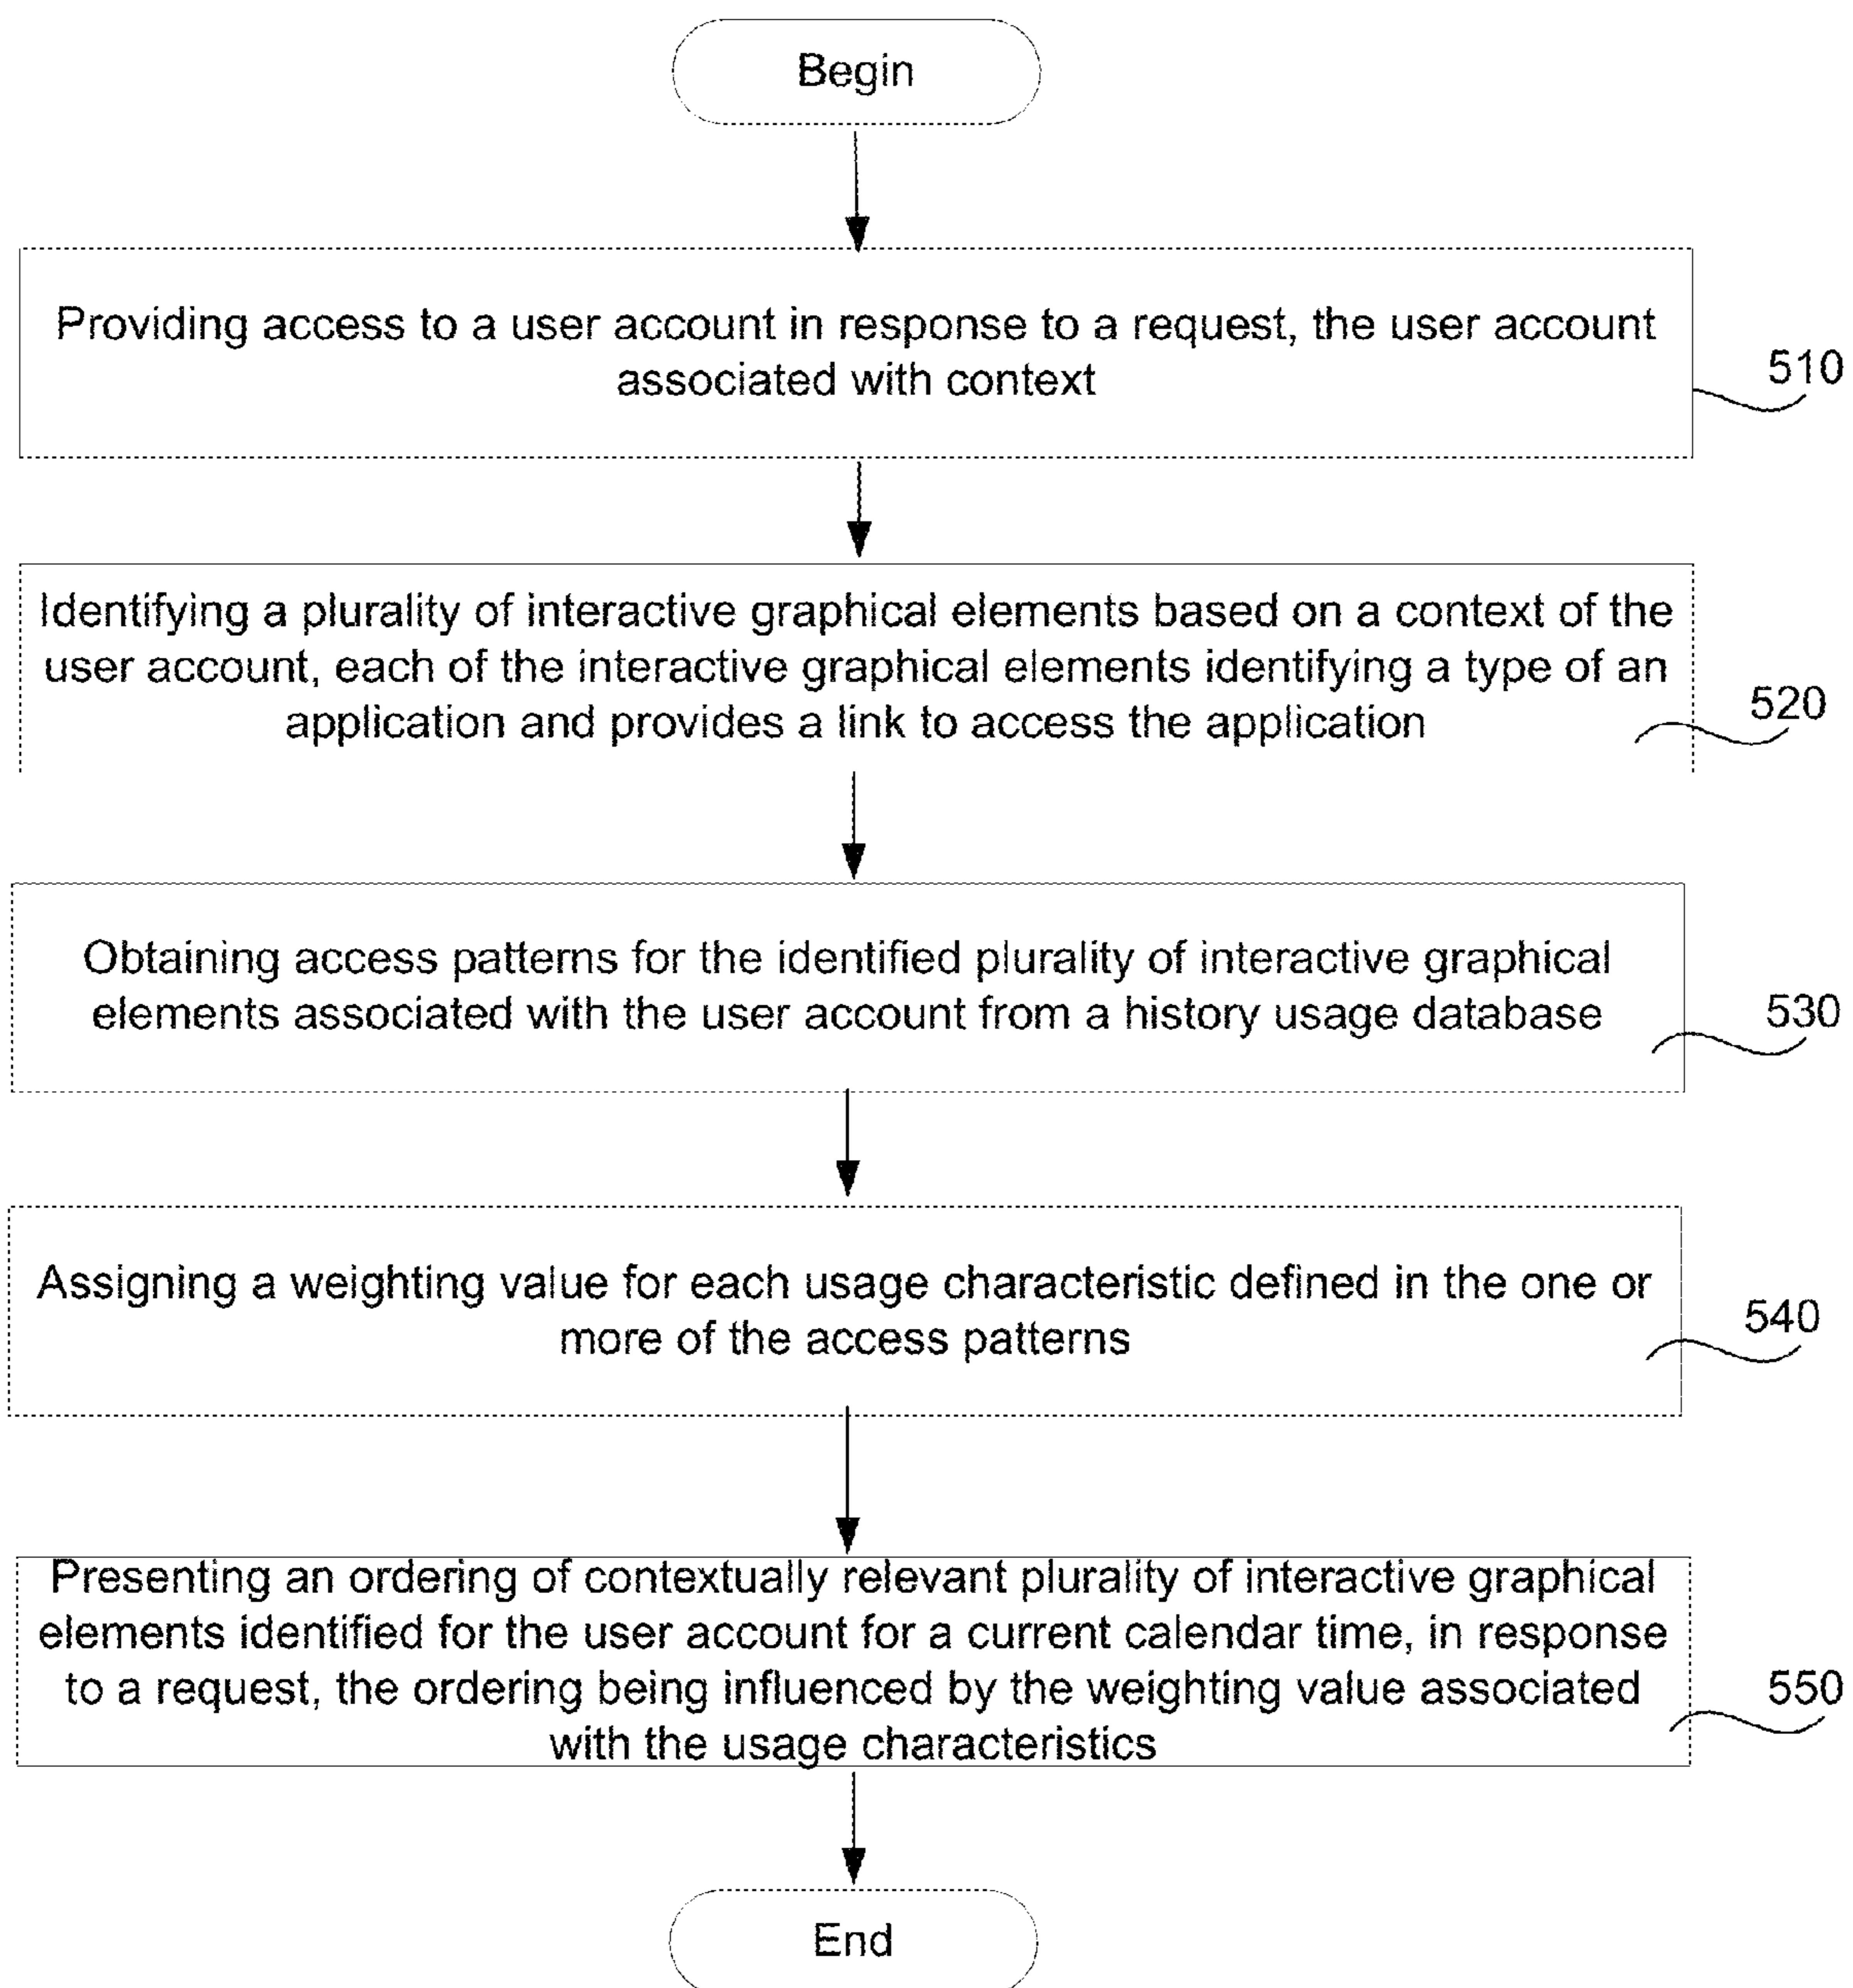 Begin
Providing access to a user account in response to a request, the user account
associated with context
510
Identifying a plurality of interactive graphical elements based on a context of the
user account, each of the interactive graphical elements identifying a type of an
application and provides a link to access the application
520
Obtaining access patterns for the identified plurality of interactive graphical
elements associated with the user account from a history usage database
530
Assigning a weighting value for each usage characteristic defined in the one or
more of the access patterns
540
Presenting an ordering of contextually relevant plurality of interactive graphical
elements identified for the user account for a current calendar time, in response
to a request, the ordering being influenced by the weighting value associated
with the usage characteristics
550
End